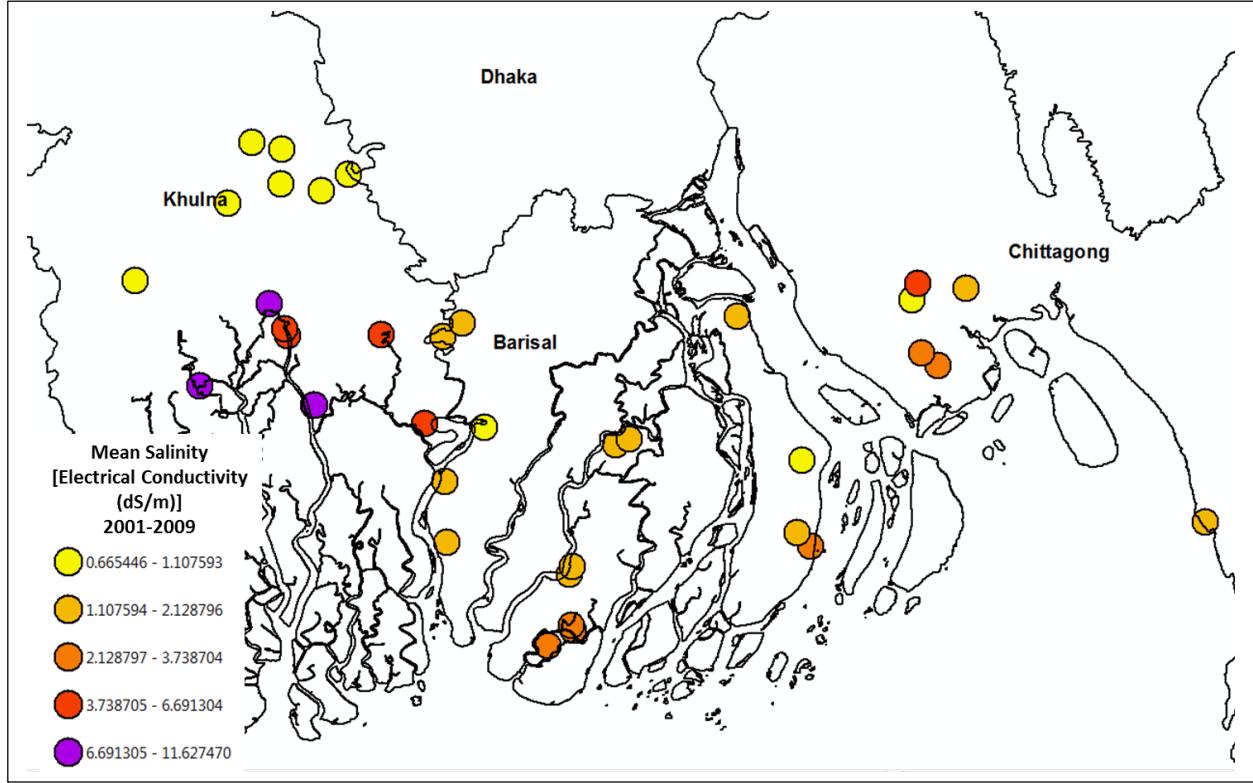 Dhaka
Khulna
Chittagong
Barisal
Mean Salinity
[Electrical Conductivity
(dS/m)]
2001-2009
0.665446 - 1.107593
1.107594 - 2.128796
2.128797 - 3.738704
3.738705 - 6.691304
6.691305 - 11.627470